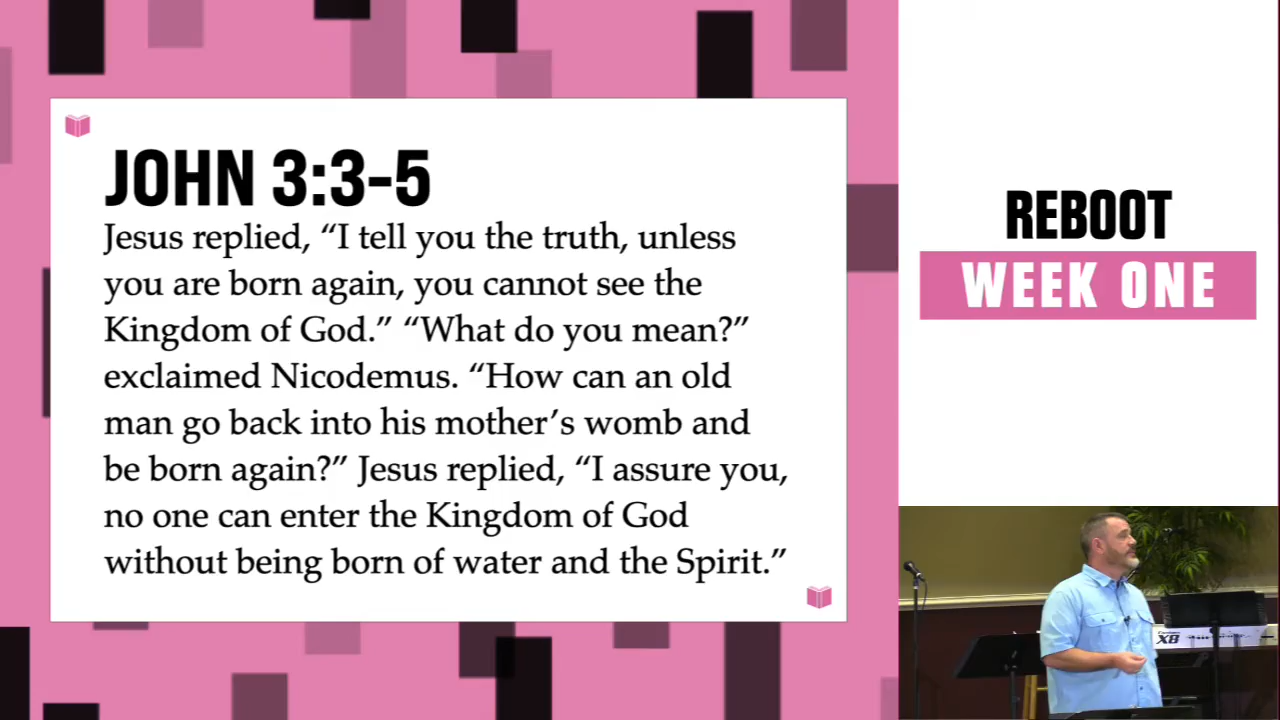 JOHN 3:3-5
Jesus replied, “I tell you the truth, unless
you are born again, you cannot see the
Kingdom of God.” “What do you mean?”
exclaimed Nicodemus. “How can an old
man go back into his mother’s womb and
be born again?” Jesus replied, “I assure you,
no one can enter the Kingdom of God
without being born of water and the Spirit.”
REBOOT
WEEK ONE
XB